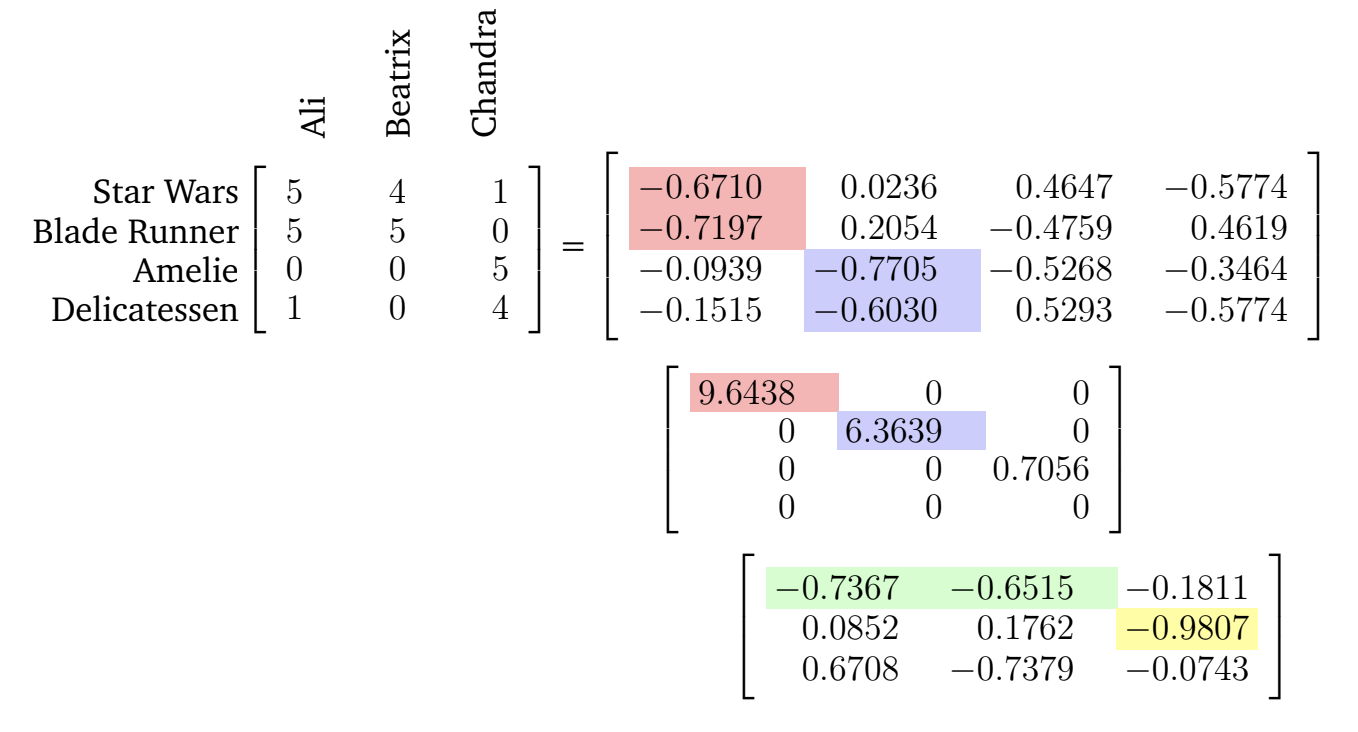 Ali Beatrix Chandra
Star Wars 5 4 1 = −0.6710 0.0236 0.4647 −0.5774
Blade Runner 5 5 0 −0.7197 0.2054 −0.4759 0.4619
Amelie 0 0 5 −0.0939 −0.7705 −0.5268 −0.3464
Delicatessen 1 0 4 −0.1515 −0.6030 0.5293 −0.5774
9.6438 0 0
0 6.3639 0
0 0 0.7056
0 0 0
−0.7367 −0.6515 −0.1811
0.0852 0.1762 −0.9807
0.6708 −0.7379 −0.0743